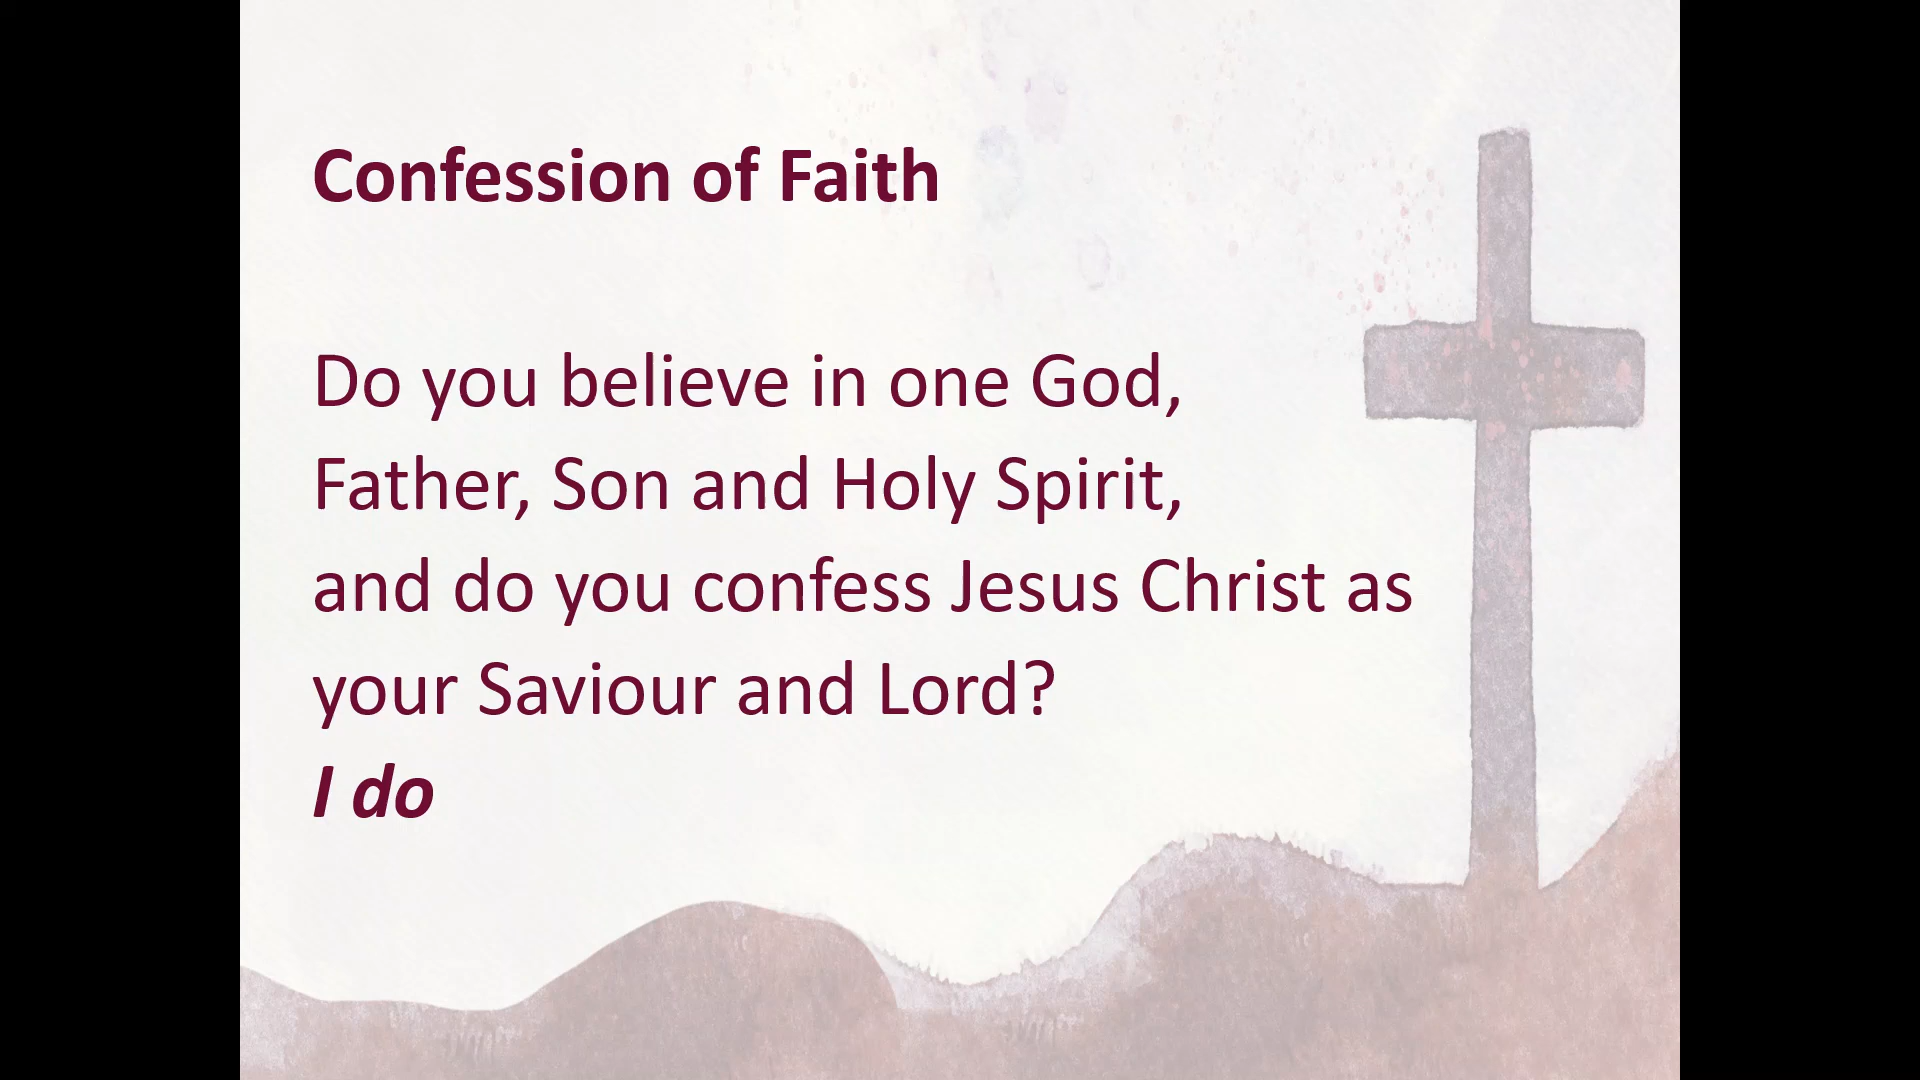 Confession of Faith
Do you believe in one God,
Father, Son and Holy Spirit,
and do you confess Jesus Christ as
your Saviour and Lord?
I do